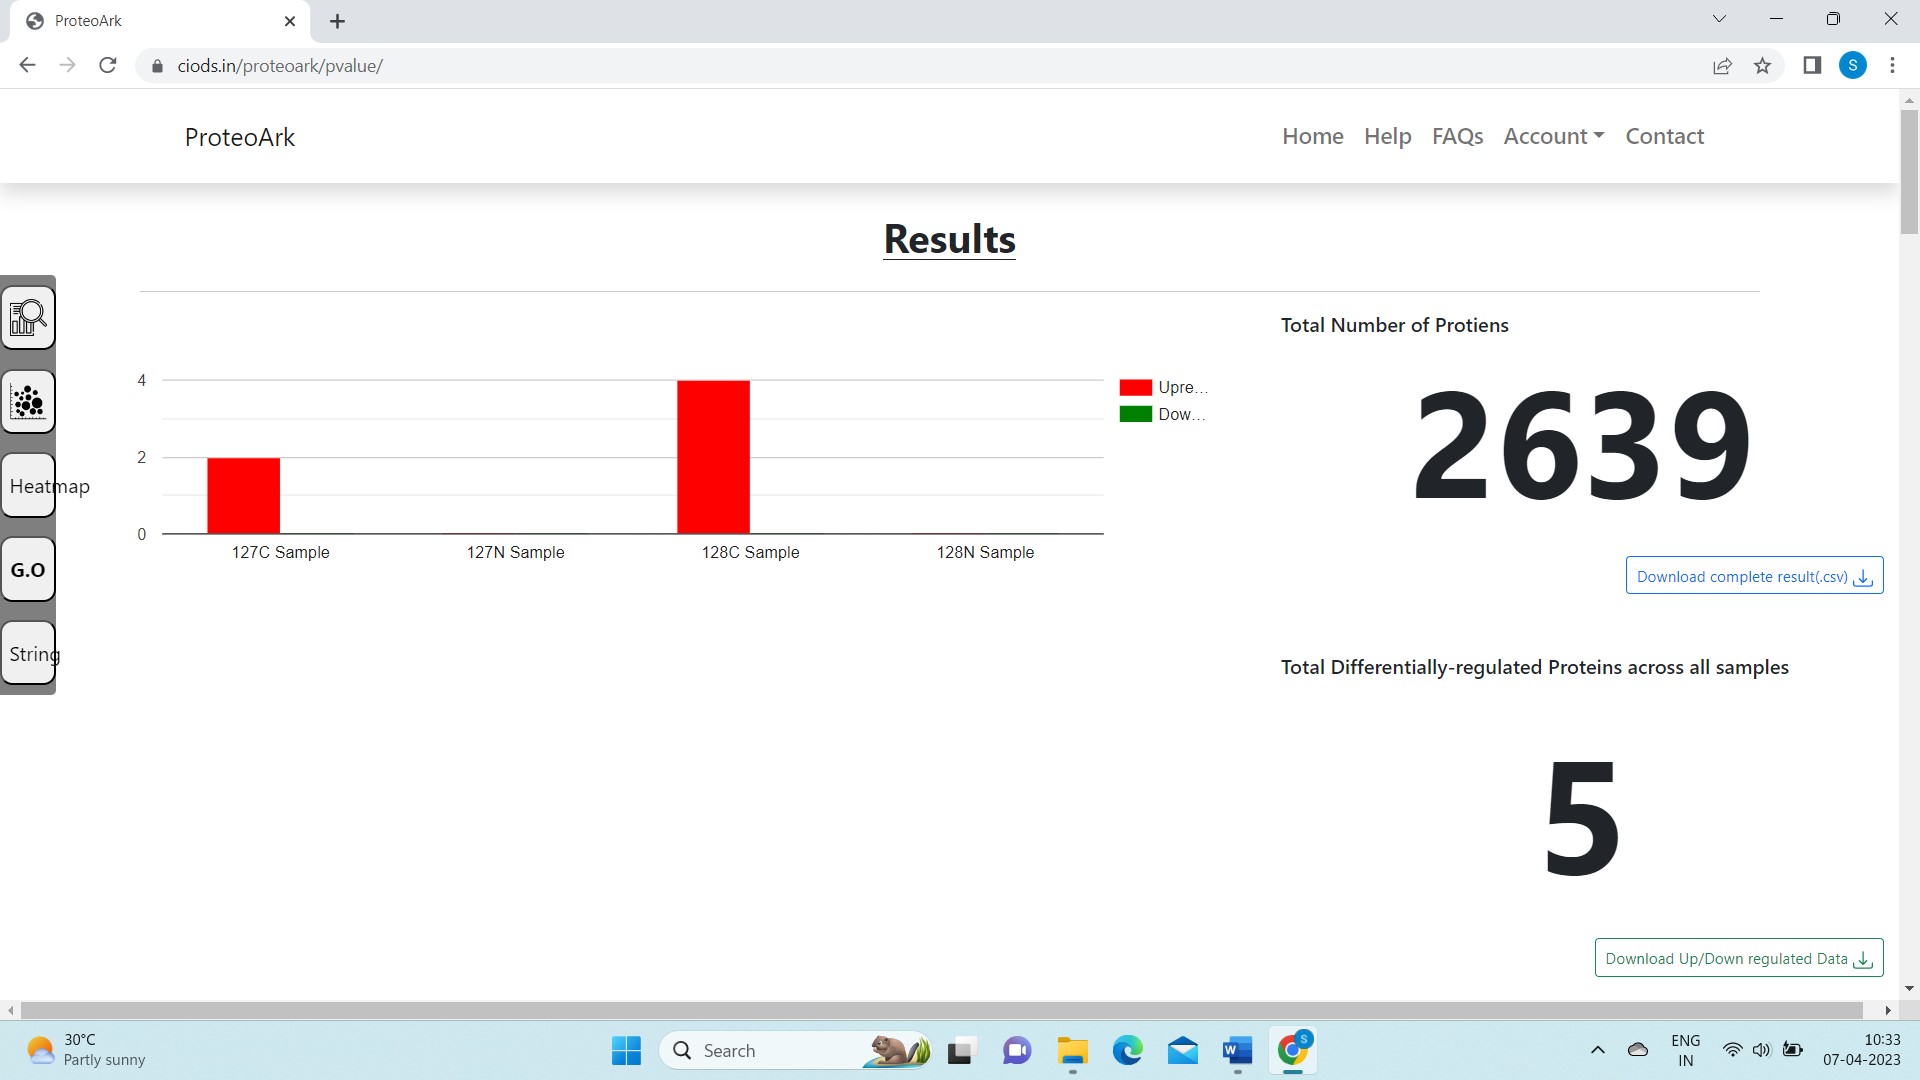 ProteoArk
ciods.in/proteoark/pvalue/
S
ProteoArk
Home Help FAQs Account Contact
Results
Total Number of Protiens
2639
Download complete result(.csv)
Total Differentially-regulated Proteins across all samples
5
Download Up/Down regulated Data
4
2
0
127C Sample 127N Sample 128C Sample 128N Sample
Upre...
Dow...
Heatmap
G.O
String
30°C
Partly sunny
Search
W
S
ENG
IN
10:33
07-04-2023